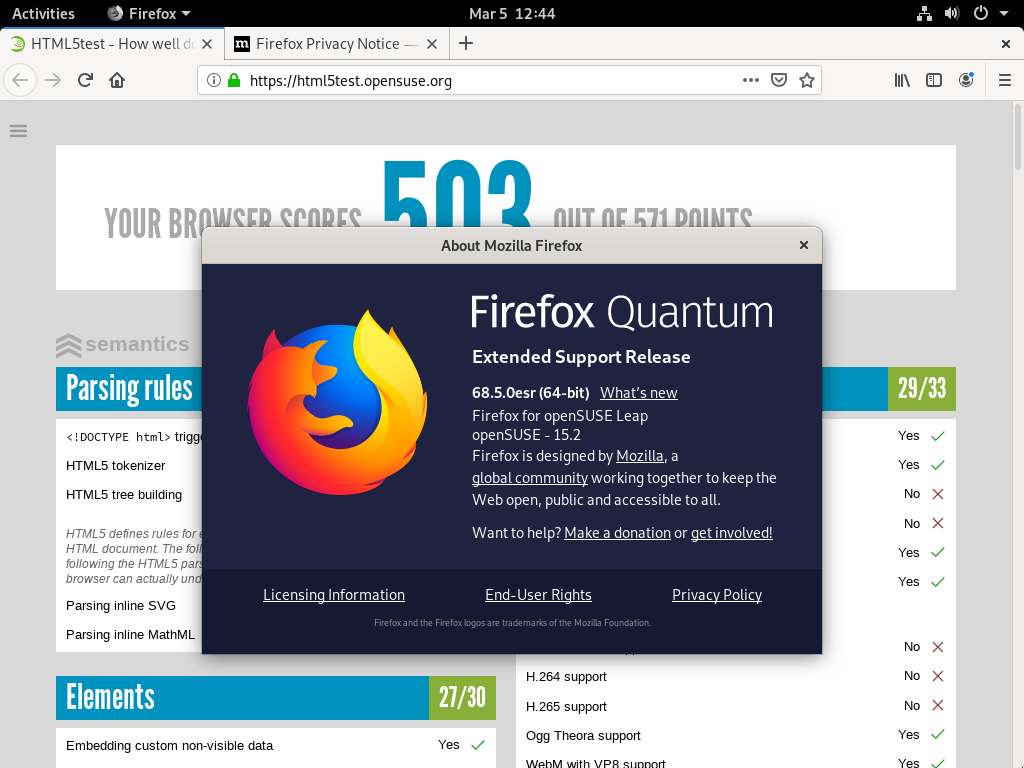 Activities Firefox Mar 5 12:44
HTML5test - How well do Firefox Privacy Notice —
https://html5test.opensuse.org
YOUR BROWSER SCORES 503 OUT OF 571 POINTS
semantics
Parsing rules 29/33
<!DOCTYPE html> trigge
Yes
HTML5 tokenizer
Yes
HTML5 tree building
No
No
HTML5 defines rules for e
HTML document. The foll
Yes
following the HTML5 pars
browser can actually und
Yes
Parsing inline SVG
Parsing inline MathML
No
H.264 support No
H.265 support No
Ogg Theora support Yes
WebM with VP8 support Yes
Elements 27/30
Embedding custom non-visible data Yes
About Mozilla Firefox
Firefox Quantum
Extended Support Release
68.5.0esr (64-bit) What's new
Firefox for openSUSE Leap
openSUSE - 15.2
Firefox is designed by Mozilla, a
global community working together to keep the
Web open, public and accessible to all.
Want to help? Make a donation or get involved!
Licensing Information End-User Rights Privacy Policy
Firefox and the Firefox logos are trademarks of the Mozilla Foundation.